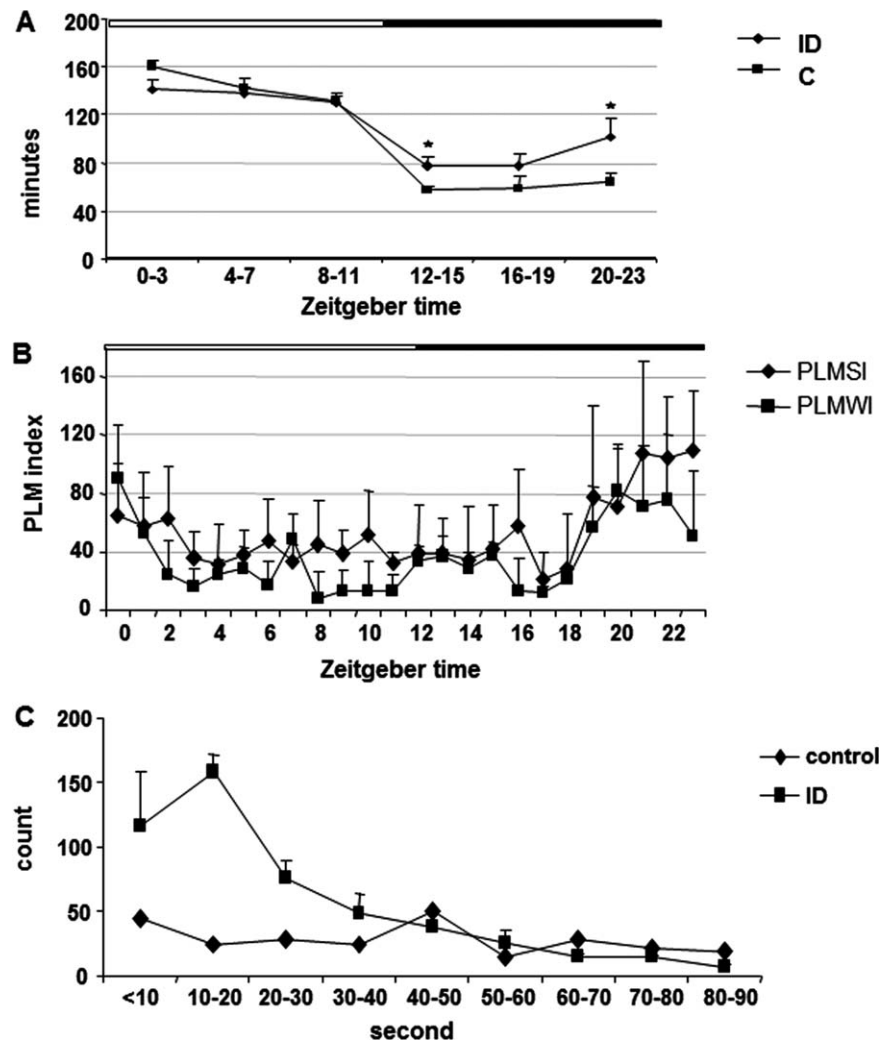 A
200
160
120
80
40
0
minutes
* *
0-3 4-7 8-11 12-15 16-19 20-23
Zeitgeber time
ID
C
B
160
120
80
40
0
PLM index
0 2 4 6 8 10 12 14 16 18 20 22
Zeitgeber time
PLMSI
PLMWI
C
200
150
100
50
0
count
<10 10-20 20-30 30-40 40-50 50-60 60-70 70-80 80-90
second
control
ID